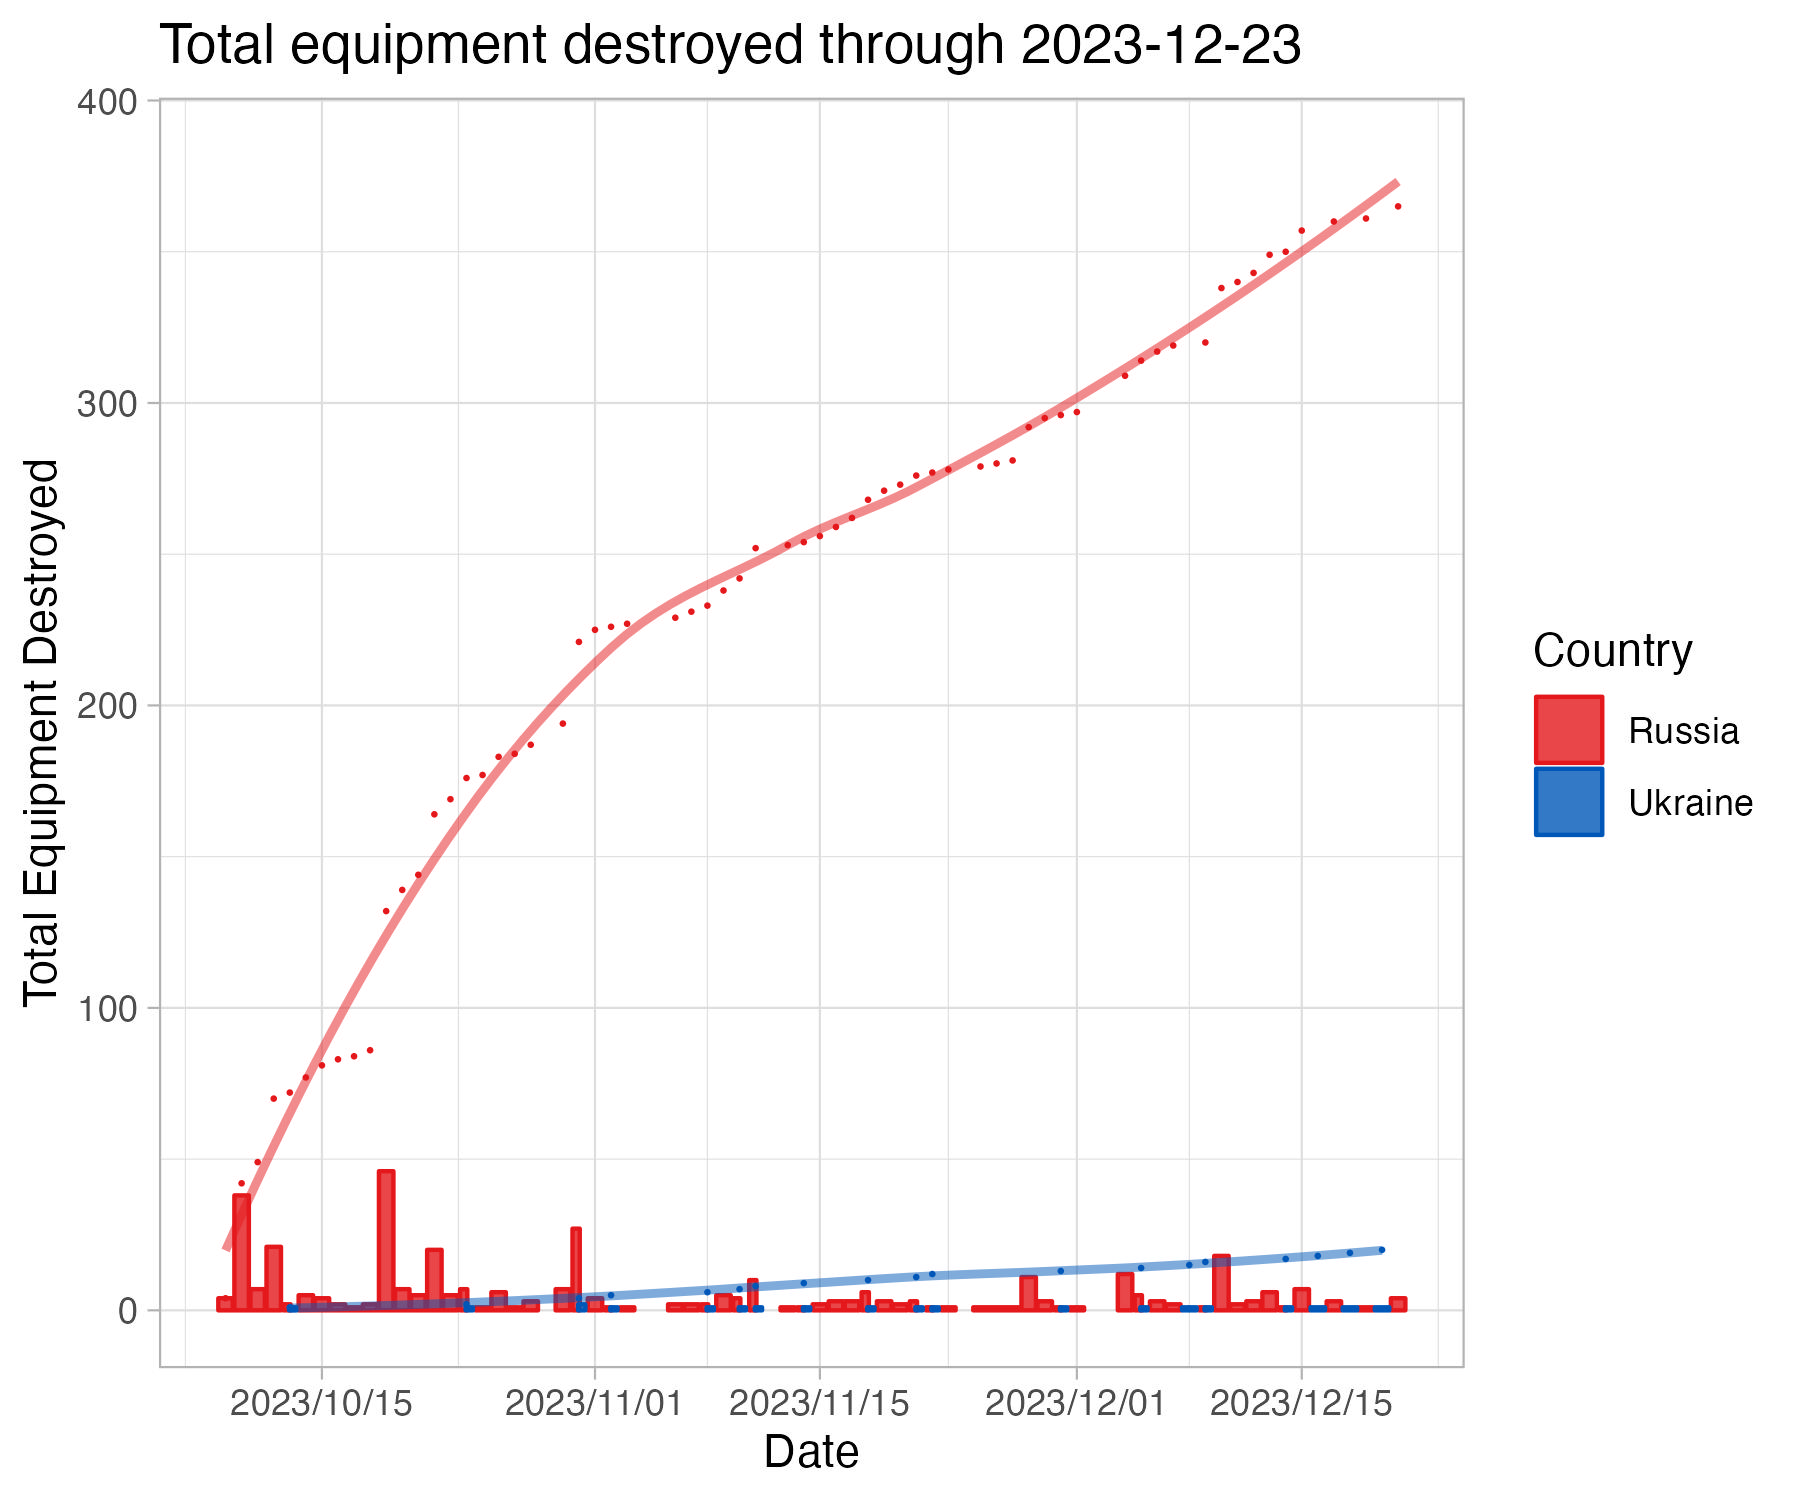 Total equipment destroyed through 2023-12-23
Total Equipment Destroyed
400
300
200
100
0
2023/10/15
2023/11/01
2023/11/15
2023/12/01
2023/12/15
Date
Country
Russia
Ukraine